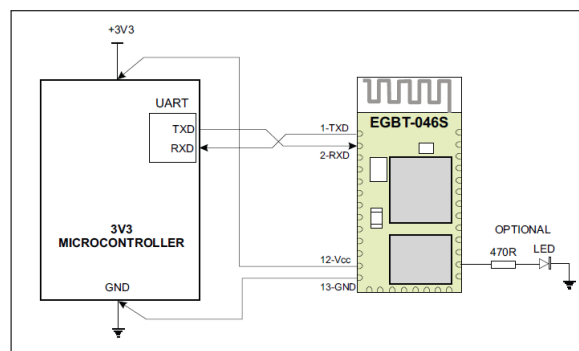 +3V3
UART
TXD
RXD
1-TXD
2-RXD
EGBT-046S
3V3
MICROCONTROLLER
OPTIONAL
470R
LED
12-Vcc
13-GND
GND